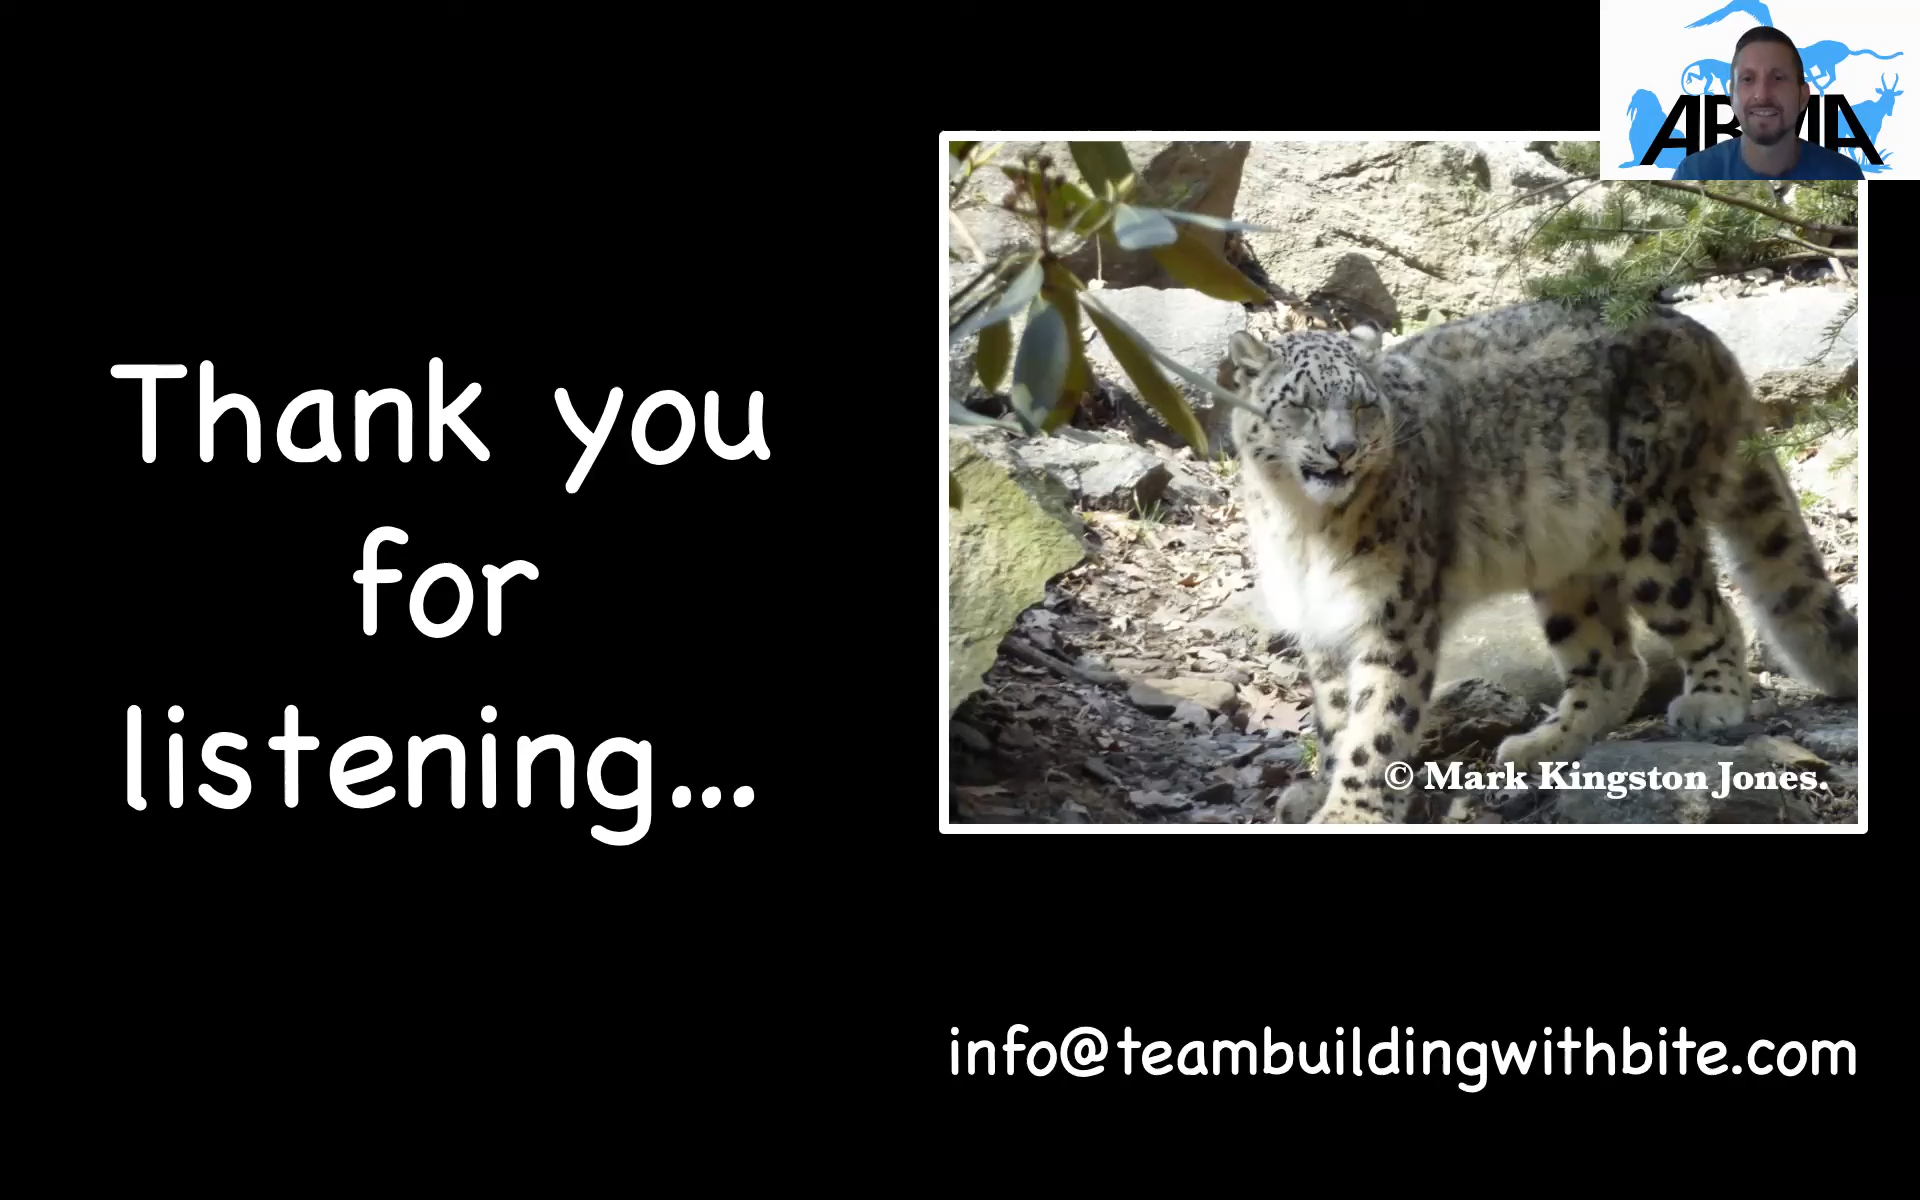 Thank you
for
listening...
© Mark Kingston Jones.
info@teambuildingwithbite.com